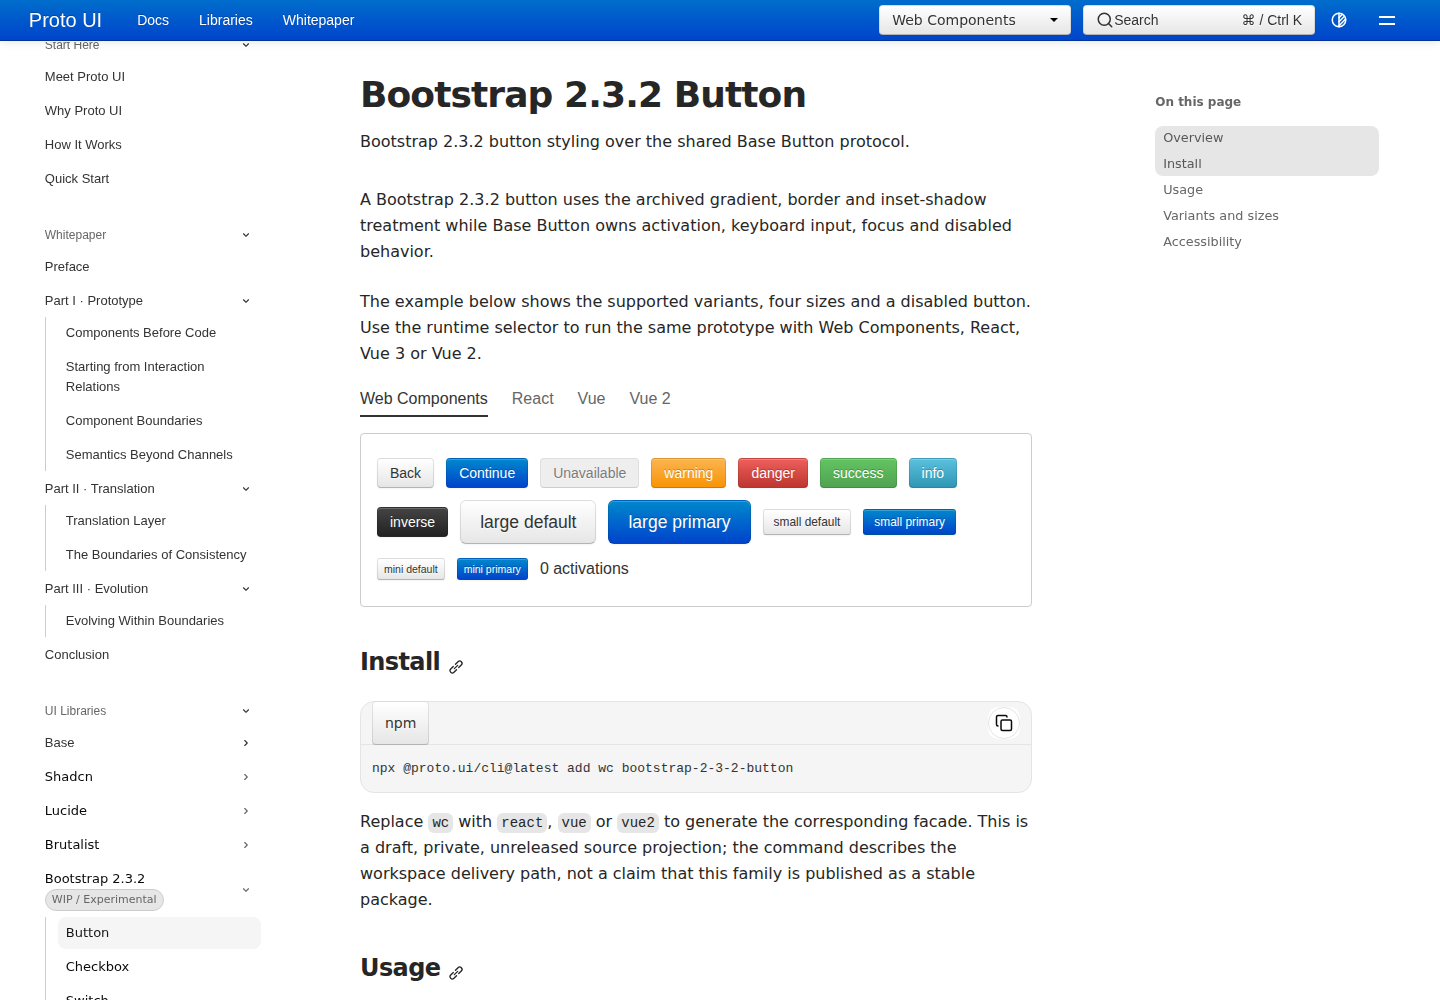 Proto UI
Docs
Libraries
Whitepaper
Web Components
Search
⌘ / Ctrl K
Start Here
Meet Proto UI
Why Proto UI
How It Works
Quick Start
Whitepaper
Preface
Part I · Prototype
Components Before Code
Starting from Interaction
Relations
Component Boundaries
Semantics Beyond Channels
Part II · Translation
Translation Layer
The Boundaries of Consistency
Part III · Evolution
Evolving Within Boundaries
Conclusion
UI Libraries
Base
Shadcn
Lucide
Brutalist
Bootstrap 2.3.2
WIP / Experimental
Button
Checkbox
Switch
Bootstrap 2.3.2 Button
Bootstrap 2.3.2 button styling over the shared Base Button protocol.
A Bootstrap 2.3.2 button uses the archived gradient, border and inset-shadow
treatment while Base Button owns activation, keyboard input, focus and disabled
behavior.
The example below shows the supported variants, four sizes and a disabled button.
Use the runtime selector to run the same prototype with Web Components, React,
Vue 3 or Vue 2.
Web Components
React
Vue
Vue 2
Back
Continue
Unavailable
warning
danger
success
info
inverse
large default
large primary
small default
small primary
mini default
mini primary
0 activations
Install
npm
npx @proto.ui/cli@latest add wc bootstrap-2-3-2-button
Replace wc with react, vue or vue2 to generate the corresponding facade. This is
a draft, private, unreleased source projection; the command describes the
workspace delivery path, not a claim that this family is published as a stable
package.
Usage
On this page
Overview
Install
Usage
Variants and sizes
Accessibility